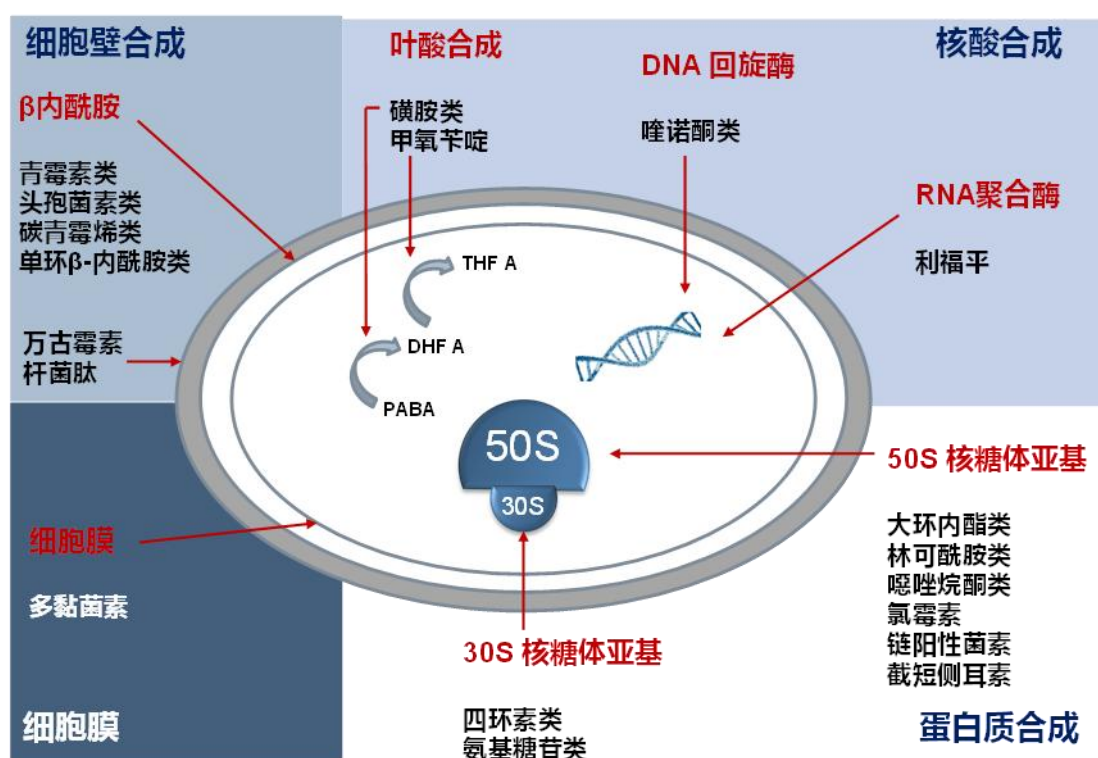 细胞壁合成
β内酰胺
青霉素类
头孢菌素类
碳青霉烯类
单环β-内酰胺类
万古霉素
杆菌肽
叶酸合成
磺胺类
甲氧苄啶
THF A
DHF A
PABA
DNA 回旋酶
喹诺酮类
核酸合成
RNA聚合酶
利福平
50S
30S
50S 核糖体亚基
大环内酯类
林可酰胺类
噁唑烷酮类
氯霉素
链阳性菌素
截短侧耳素
蛋白质合成
30S 核糖体亚基
四环素类
氨基糖苷类
细胞膜
多黏菌素
细胞膜